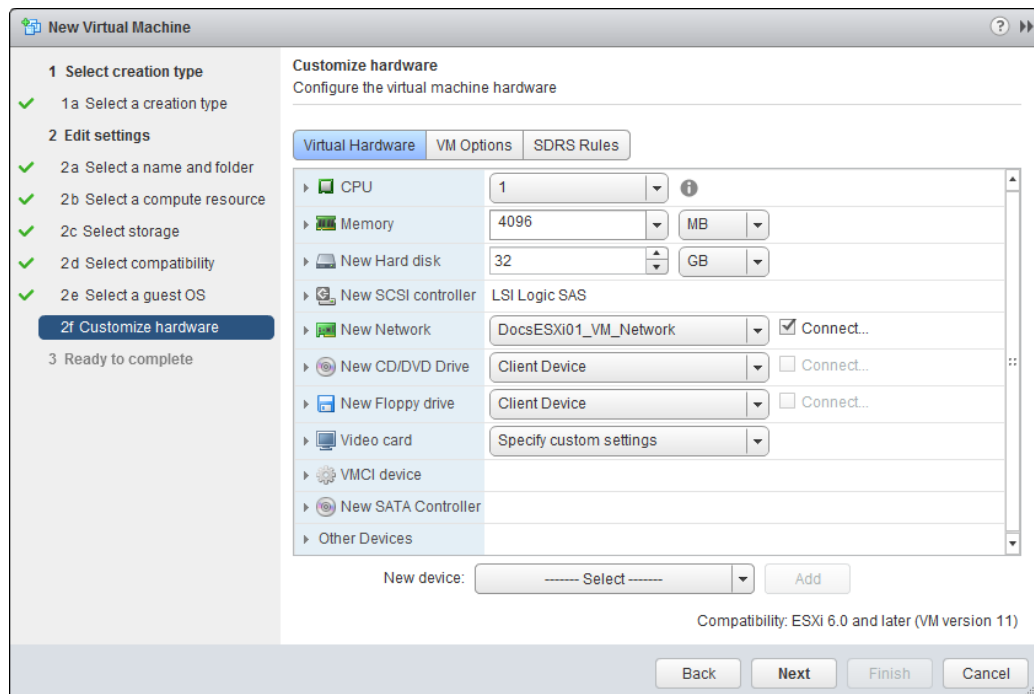 New Virtual Machine
1 Select creation type
1a Select a creation type
2 Edit settings
2a Select a name and folder
2b Select a compute resource
2c Select storage
2d Select compatibility
2e Select a guest OS
2f Customize hardware
3 Ready to complete
Customize hardware
Configure the virtual machine hardware
Virtual Hardware VM Options SDRS Rules
CPU 1
Memory 4096 MB
New Hard disk 32 GB
New SCSI controller LSI Logic SAS
New Network DocsESXi01_VM_Network Connect...
New CD/DVD Drive Client Device Connect...
New Floppy drive Client Device Connect...
Video card Specify custom settings
VMCI device
New SATA Controller
Other Devices
New device: ------- Select ------- Add
Compatibility: ESXi 6.0 and later (VM version 11)
Back Next Finish Cancel